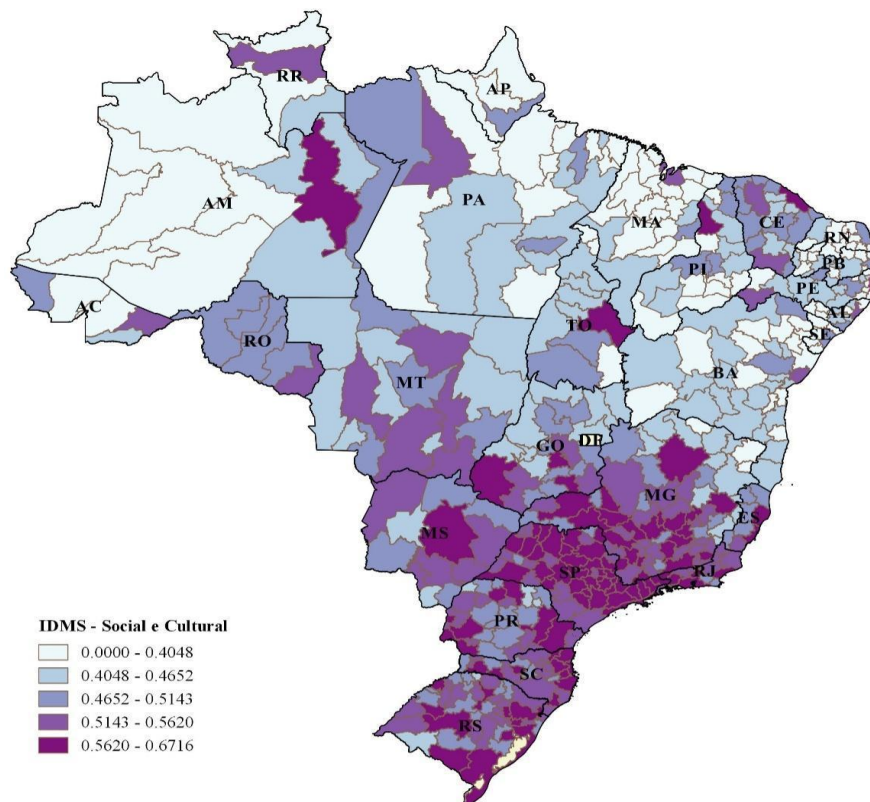 RR
AP
AM
PA
MA
CE
RN
PB
PI
PE
AC
AL
SE
TO
RO
BA
MT
GO
DF
MG
ES
MS
SP
RJ
PR
SC
RS
IDMS - Social e Cultural
0.0000 - 0.4048
0.4048 - 0.4652
0.4652 - 0.5143
0.5143 - 0.5620
0.5620 - 0.6716